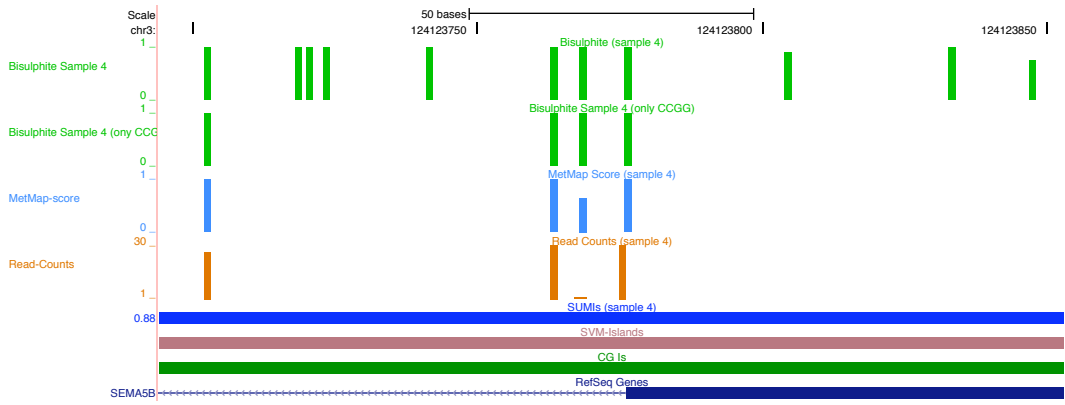 Scale 50 bases
chr3: 124123750 124123800 124123850
1 Bisulphite (sample 4)
Bisulphite Sample 4
0
Bisulphite Sample 4 (only CCGG)
1
Bisulphite Sample 4 (ony CCG
0
1 MetMap Score (sample 4)
MetMap-score
0
30 Read Counts (sample 4)
Read-Counts
1
SUMIs (sample 4)
0.88
SVM-Islands
CG Is
RefSeq Genes
SEMA5B